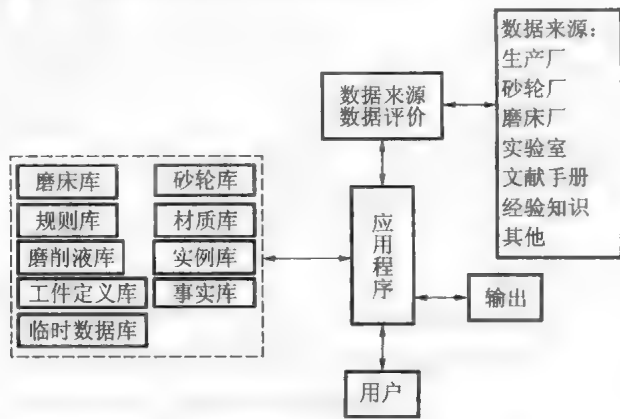 数据来源：
生产厂
砂轮厂
磨床厂
实验室
文献手册
经验知识
其他
数据来源
数据评价
磨床库
砂轮库
规则库
材质库
磨削液库
实例库
工件定义库
事实库
临时数据库
应用程序
输出
用户